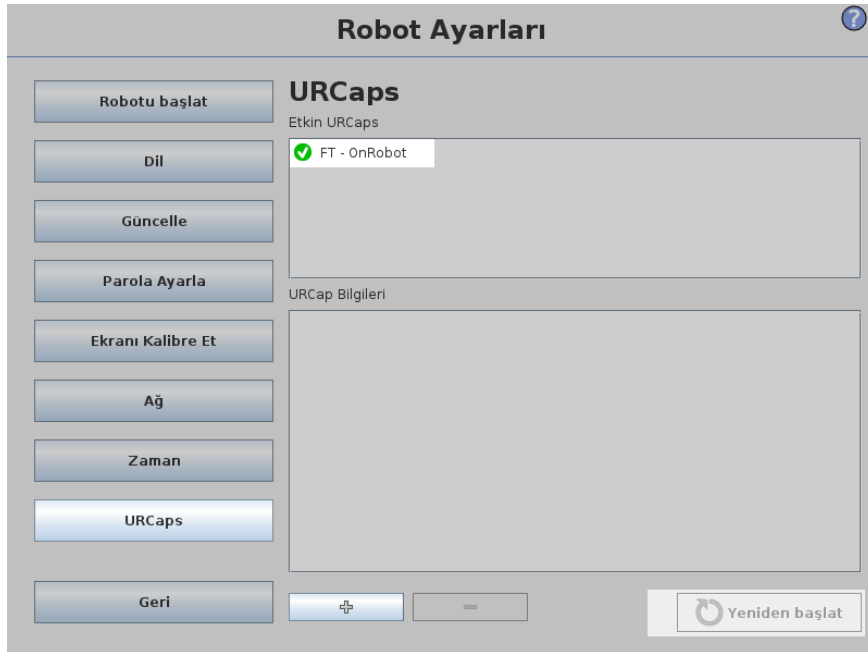 Robot Ayarları
?
Robotu başlat
Dil
Güncelle
Parola Ayarla
Ekranı Kalibre Et
Ağ
Zaman
URCaps
Geri
URCaps
Etkin URCaps
FT - OnRobot
URCap Bilgileri
Yeniden başlat